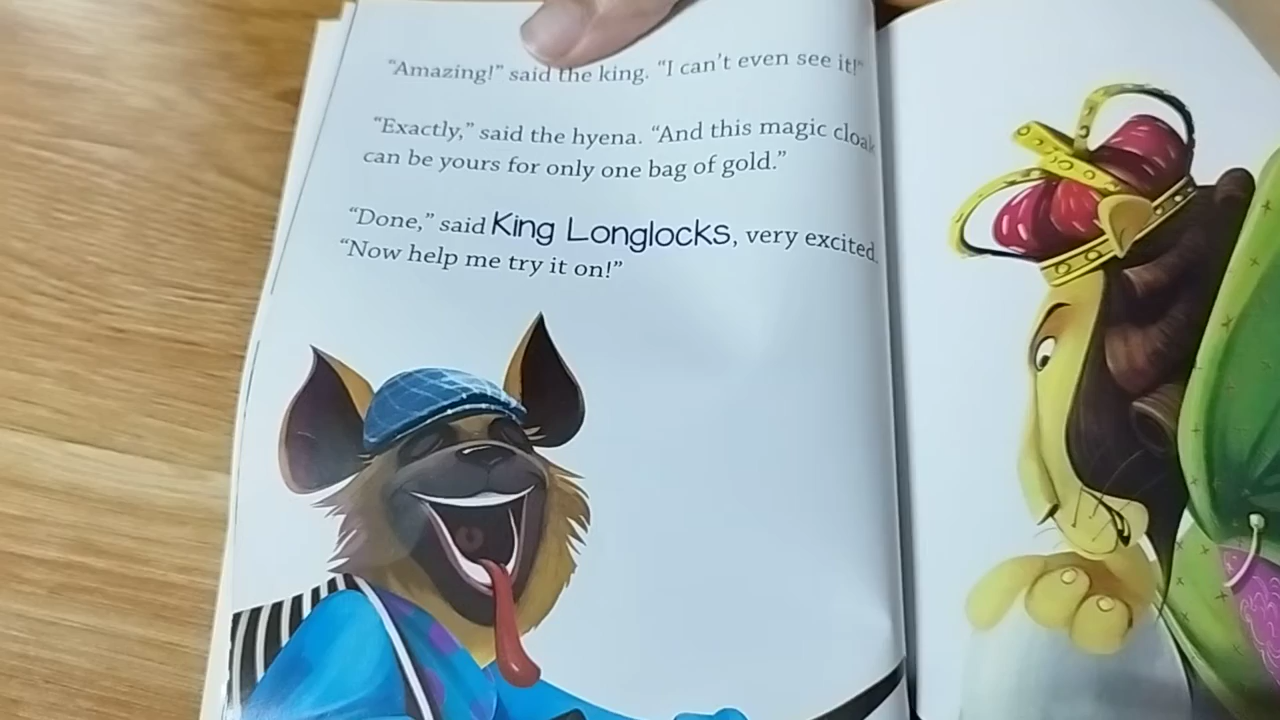 “Amazing!” said the king. “I can’t even see it!”
“Exactly,” said the hyena. “And this magic cloak
can be yours for only one bag of gold.”
“Done,” said King Longlocks, very excited.
“Now help me try it on!”